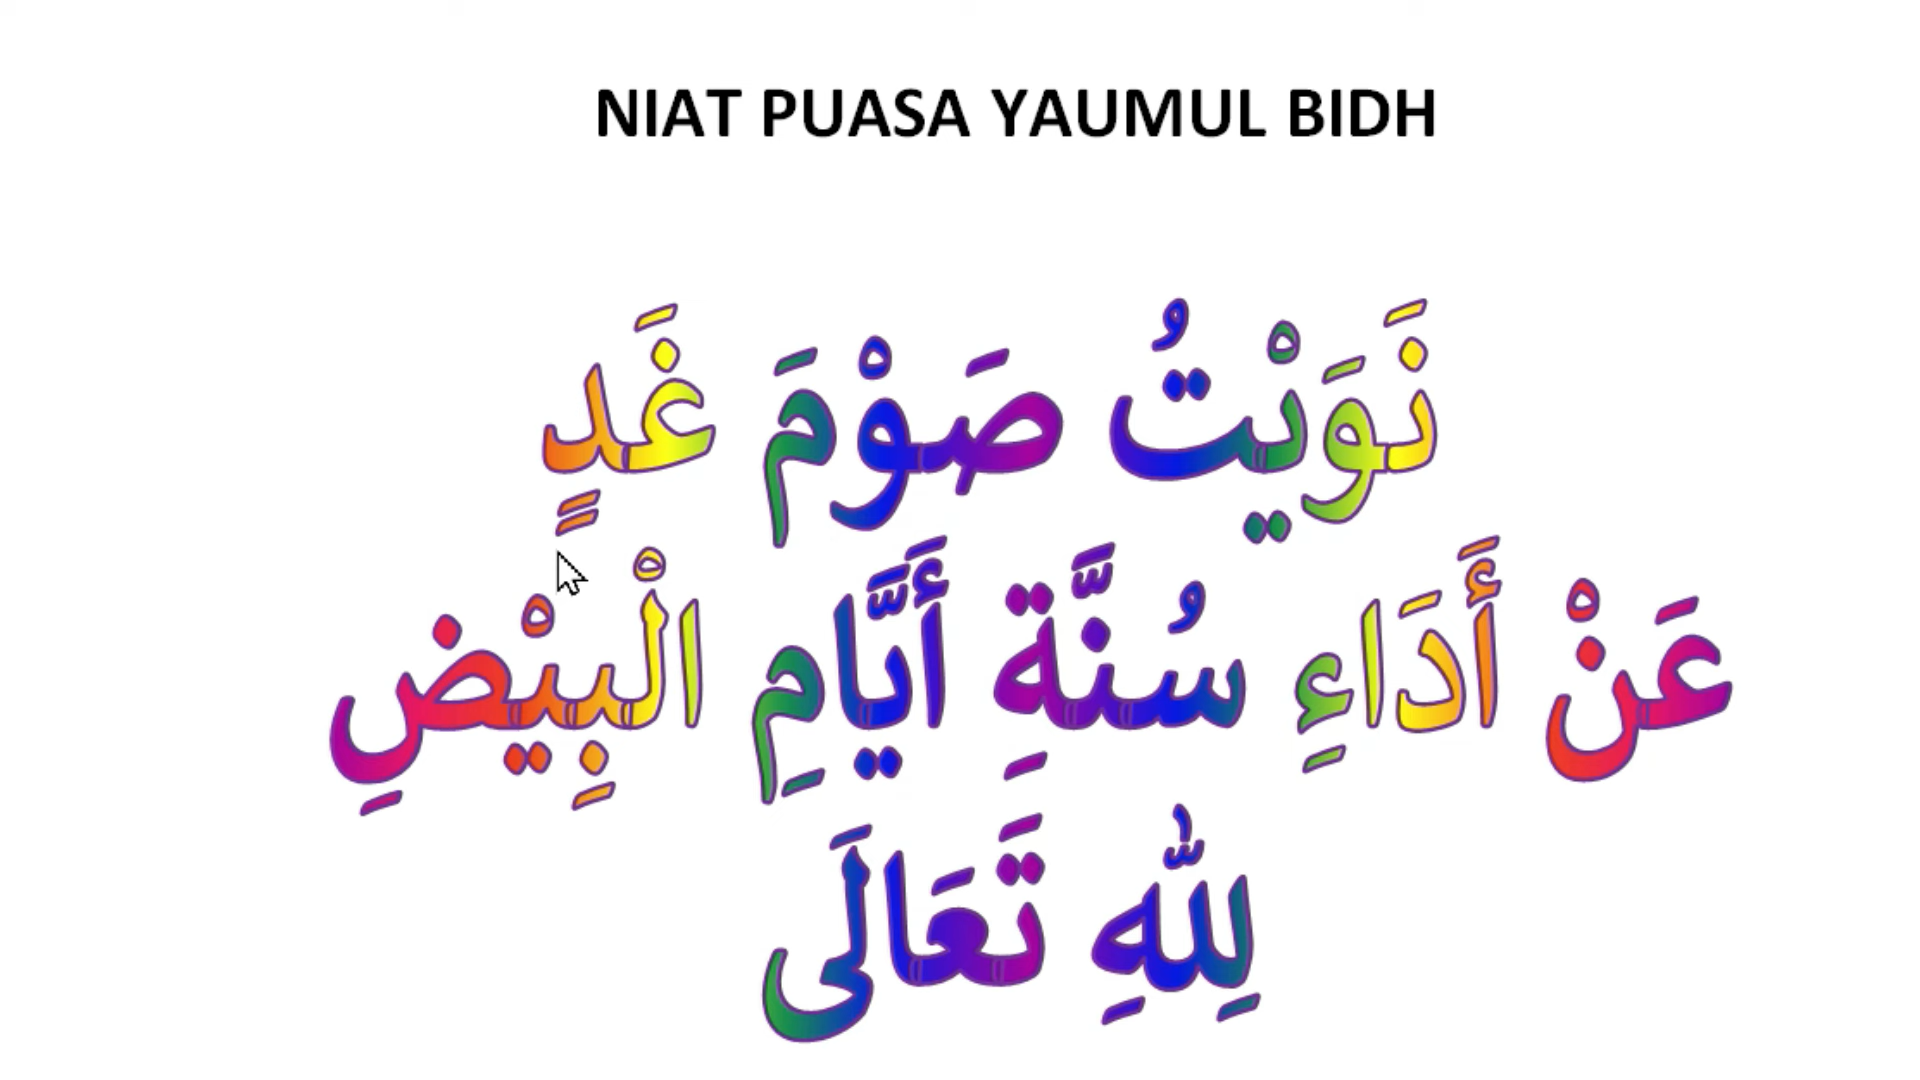 NIAT PUASA YAUMUL BIDH
نَوَيْتُ صَوْمَ غَدٍ
عَنْ أَدَاءِ سُنَّةِ أَيَّامِ الْبِيْضِ
لِلّٰهِ تَعَالَى